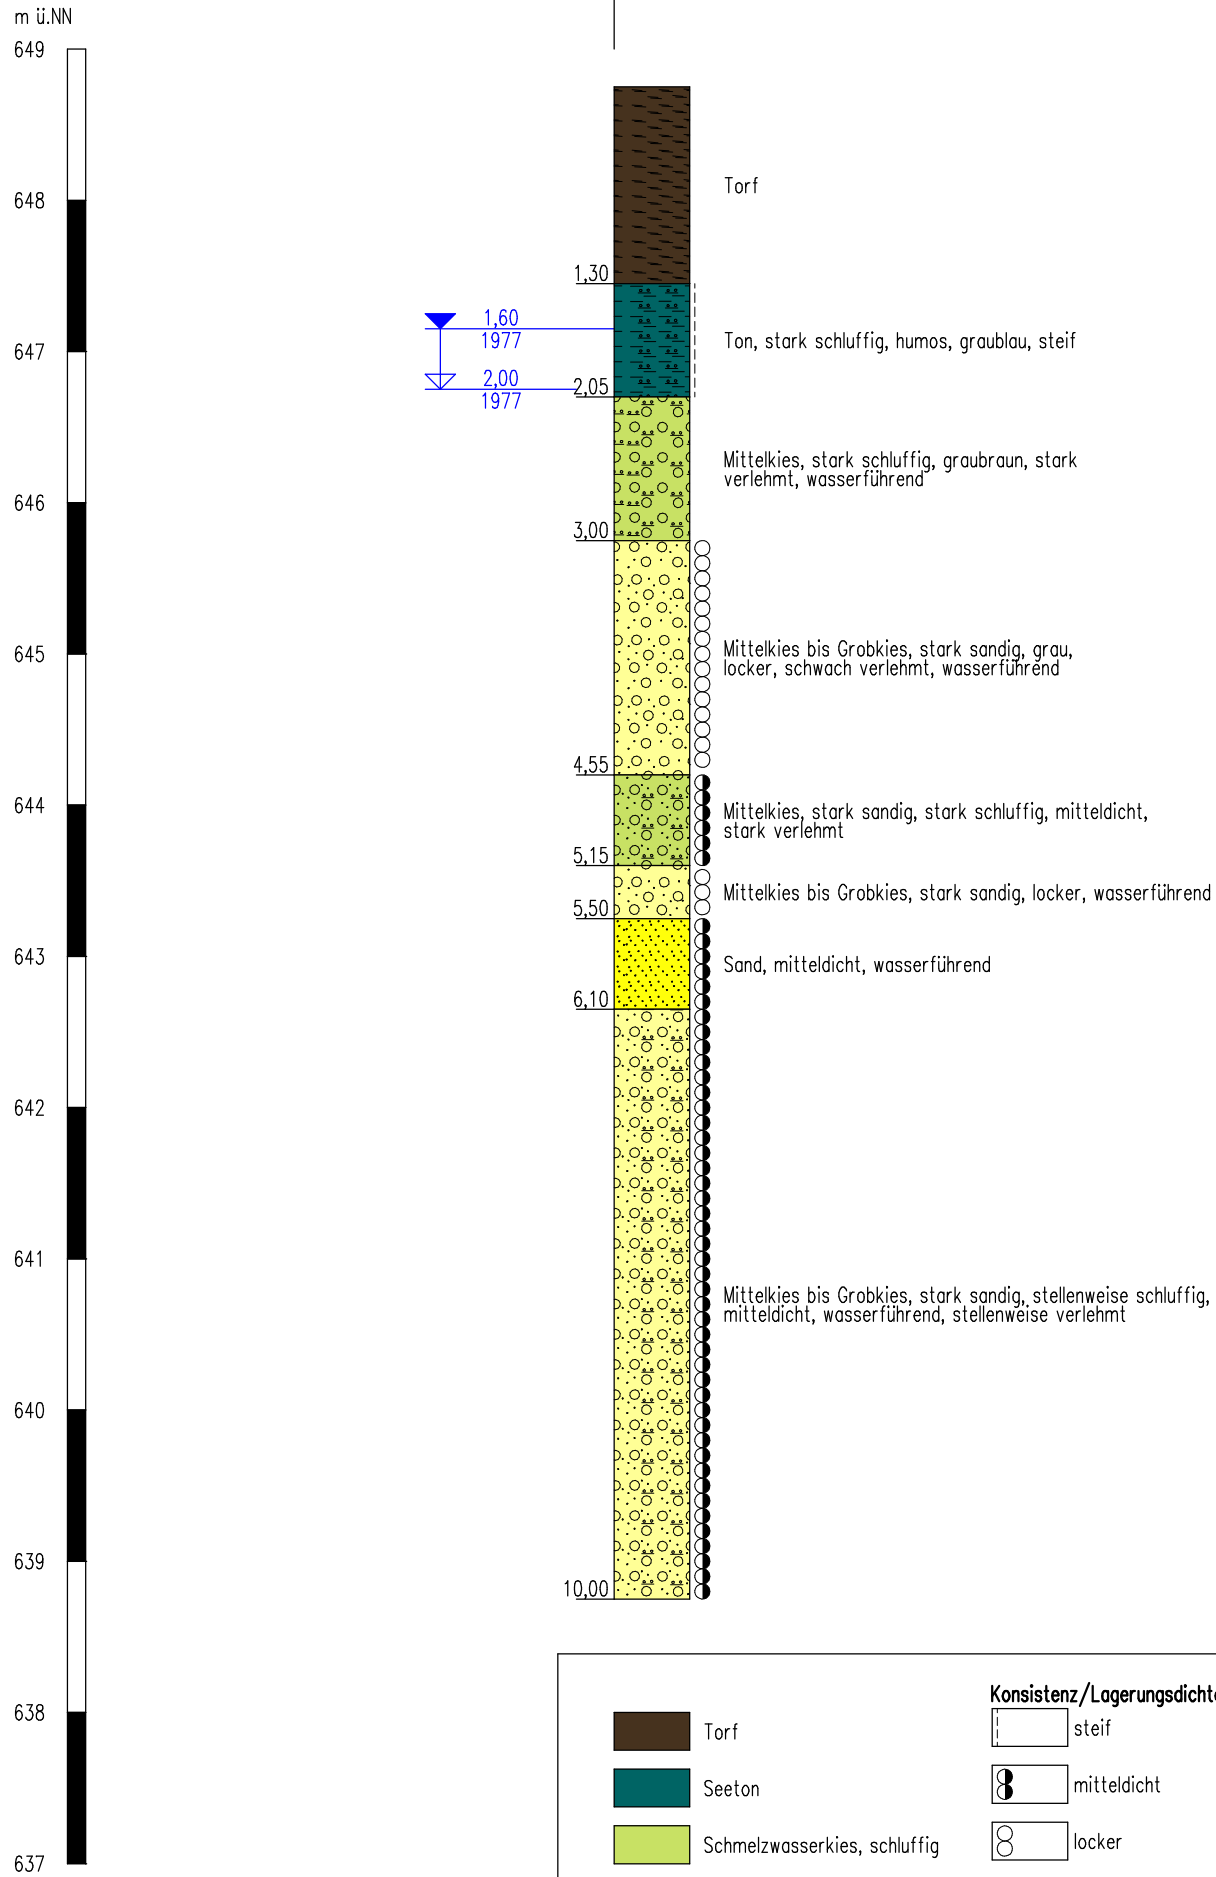 m ü.NN
649
648
647
646
645
644
643
642
641
640
639
638
637
Torf
1,30
1,60
1977
2,00
1977
Ton, stark schluffig, humos, graublau, steif
2,05
Mittelkies, stark schluffig, graubraun, stark
verlehmt, wasserführend
3,00
Mittelkies bis Grobkies, stark sandig, grau,
locker, schwach verlehmt, wasserführend
4,55
Mittelkies, stark sandig, stark schluffig, mitteldicht,
stark verlehmt
5,15
Mittelkies bis Grobkies, stark sandig, locker, wasserführend
5,50
Sand, mitteldicht, wasserführend
6,10
Mittelkies bis Grobkies, stark sandig, stellenweise schluffig,
mitteldicht, wasserführend, stellenweise verlehmt
10,00
Torf
Seeton
Schmelzwasserkies, schluffig
Konsistenz/Lagerungsdichte
steif
mitteldicht
locker